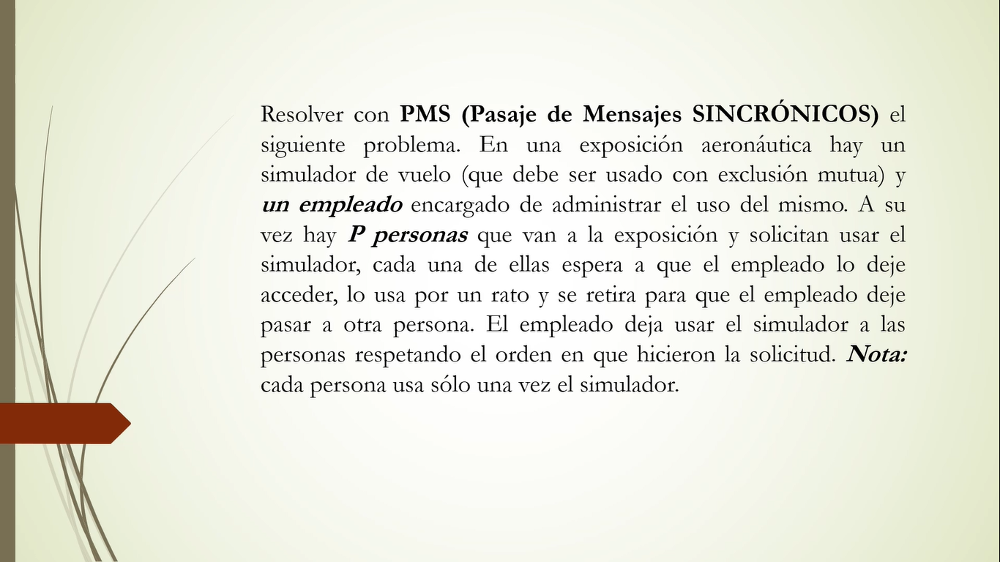 Resolver con PMS (Pasaje de Mensajes SINCRÓNICOS) el
siguiente problema. En una exposición aeronáutica hay un
simulador de vuelo (que debe ser usado con exclusión mutua) y
un empleado encargado de administrar el uso del mismo. A su
vez hay P personas que van a la exposición y solicitan usar el
simulador, cada una de ellas espera a que el empleado lo deje
acceder, lo usa por un rato y se retira para que el empleado deje
pasar a otra persona. El empleado deja usar el simulador a las
personas respetando el orden en que hicieron la solicitud. Nota:
cada persona usa sólo una vez el simulador.